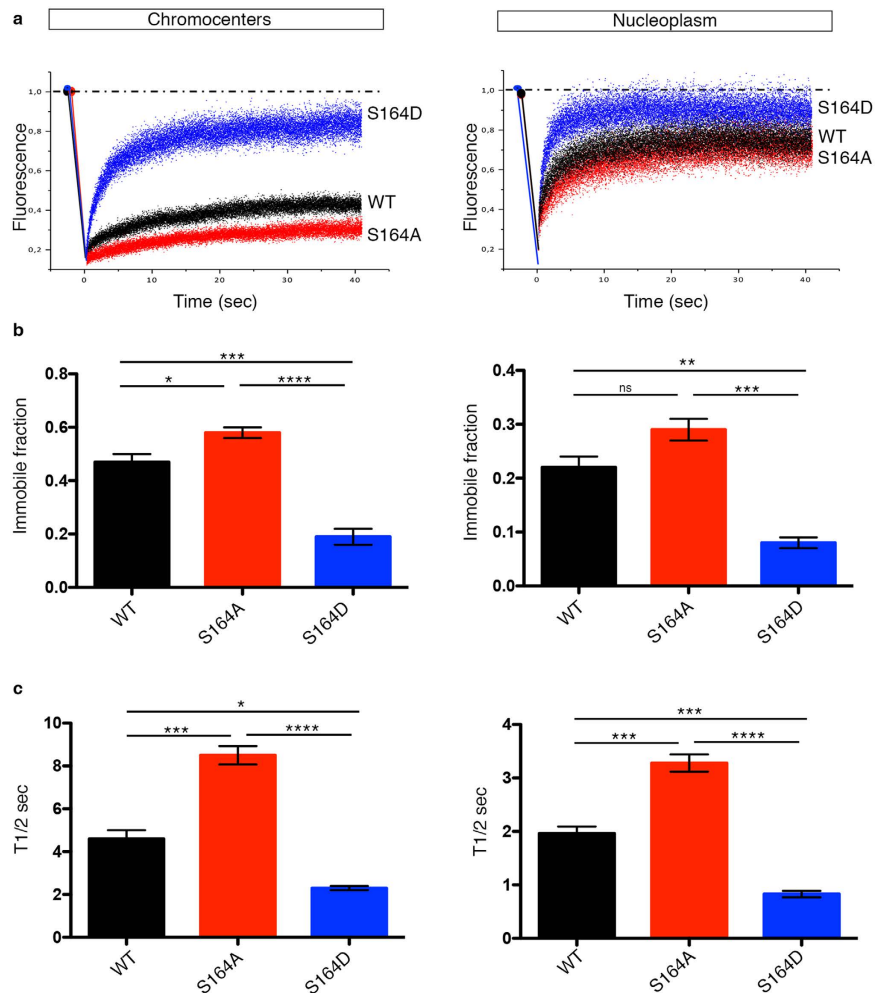 a
Chromocenters
Nucleoplasm
Fluorescence
1,0
0,8
0,6
0,4
0,2
0
10
20
30
40
Time (sec)
S164D
WT
S164A
Fluorescence
1,0
0,8
0,6
0,4
0,2
0
10
20
30
40
Time (sec)
S164D
WT
S164A
b
Immobile fraction
0.8
0.6
0.4
0.2
0.0
***
* ****
WT
S164A
S164D
Immobile fraction
0.4
0.3
0.2
0.1
0.0
**
ns ***
WT
S164A
S164D
c
T1/2 sec
10
8
6
4
2
0
*
*** ****
WT
S164A
S164D
T1/2 sec
4
3
2
1
0
***
*** ****
WT
S164A
S164D